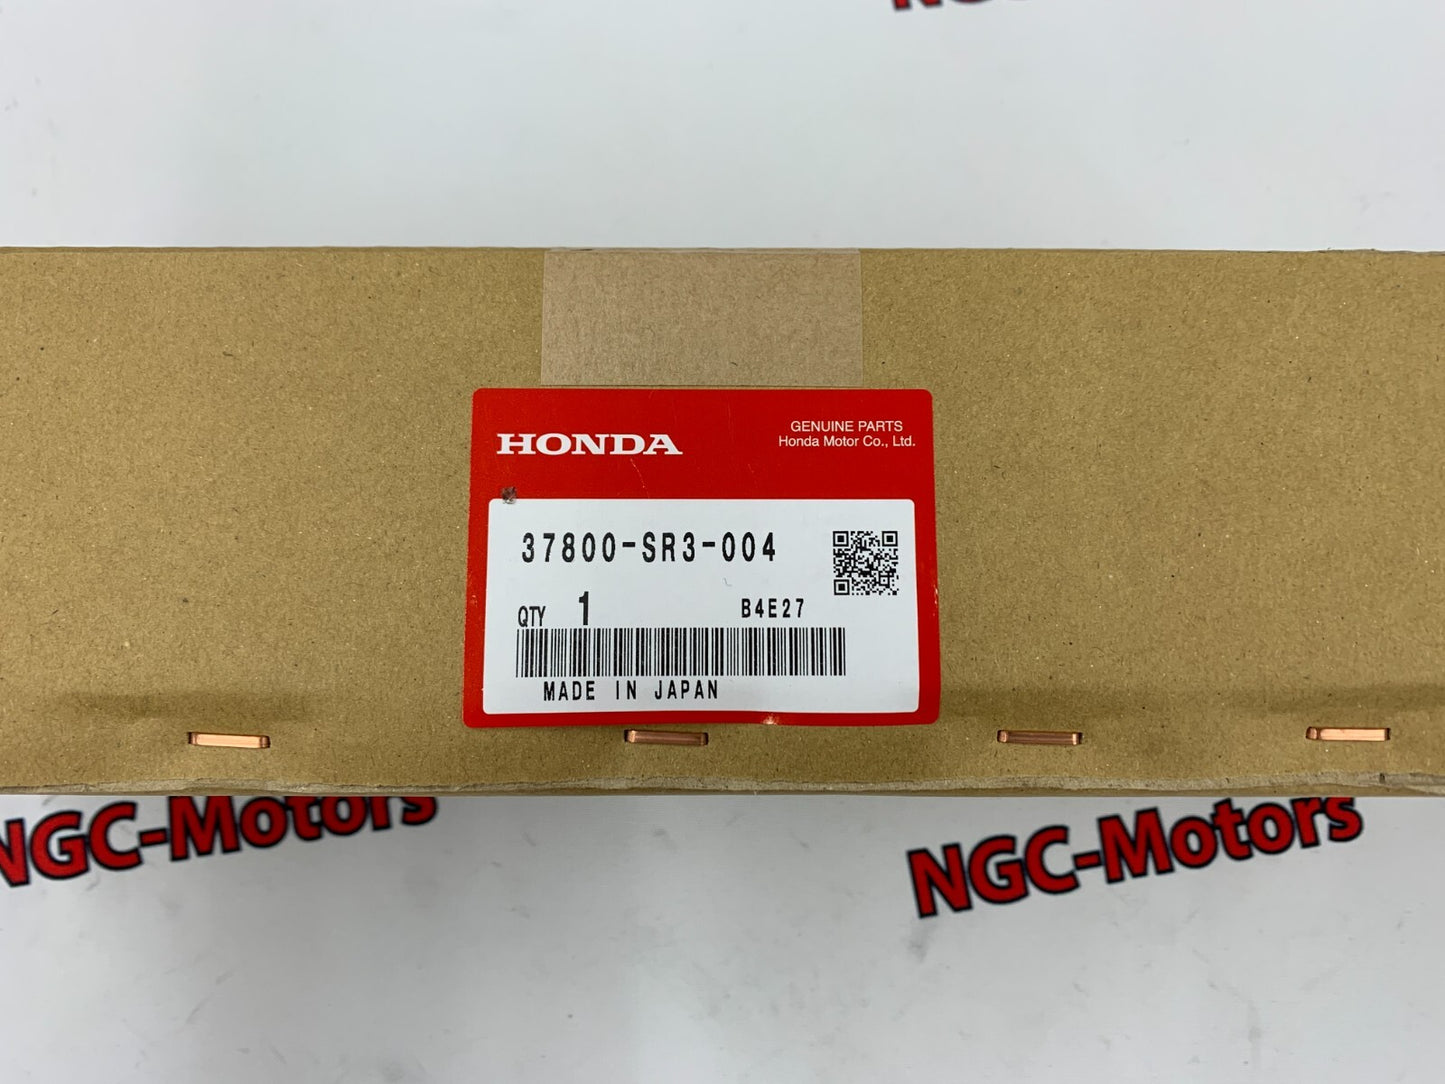 HONDA
GENUINE PARTS
Honda Motor Co., Ltd.
37800-SR3-004
QTY 1 B4E27
MADE IN JAPAN
NGC-Motors
NGC-Motors